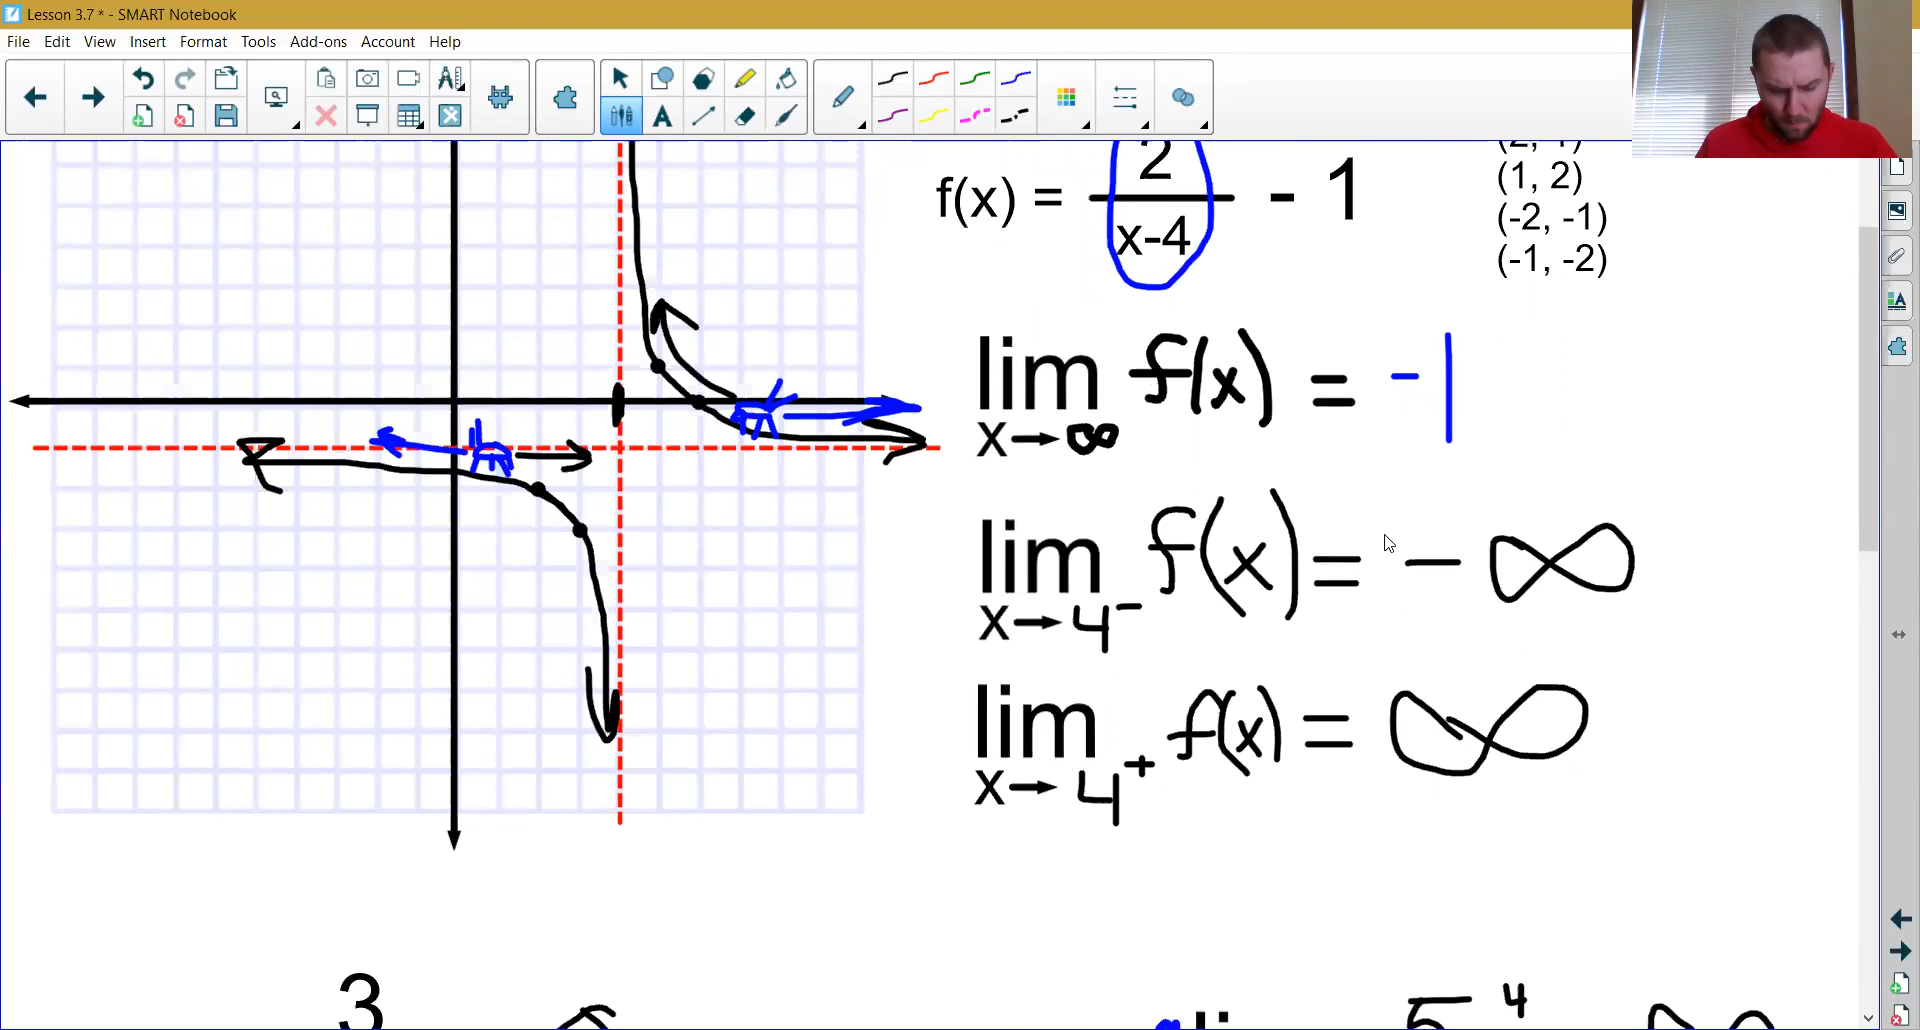 Lesson 3.7 * - SMART Notebook
File Edit View Insert Format Tools Add-ons Account Help
f(x) = 2/(x-4) - 1
(1, 2)
(-2, -1)
(-1, -2)
lim f(x) = -1
x→∞
lim f(x) = -∞
x→4⁻
lim f(x) = ∞
x→4⁺
3